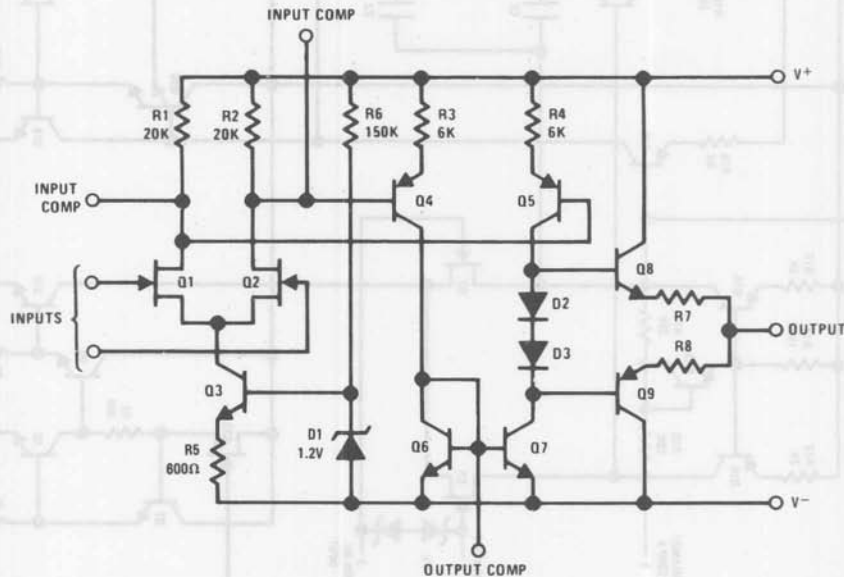 INPUT COMP
V+
R1
20K
R2
20K
R6
150K
R3
6K
R4
6K
INPUT
COMP
Q4
Q5
Q1
Q2
Q8
INPUTS
D2
R7
OUTPUT
D3
R8
Q3
Q9
D1
1.2V
Q6
Q7
R5
600Ω
V−
OUTPUT COMP